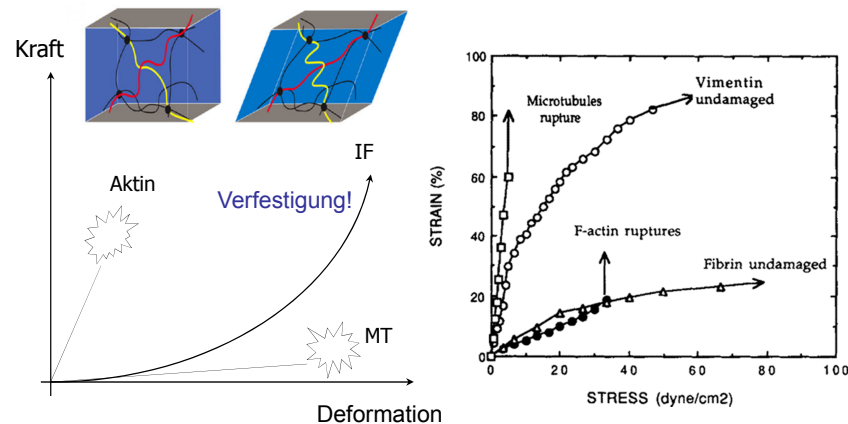 Kraft
IF
Aktin
Verfestigung!
MT
Deformation
100
80
60
40
20
0
STRAIN (%)
Vimentin
undamaged
Microtubules
rupture
F-actin ruptures
Fibrin undamaged
0
20
40
60
80
100
STRESS (dyne/cm2)